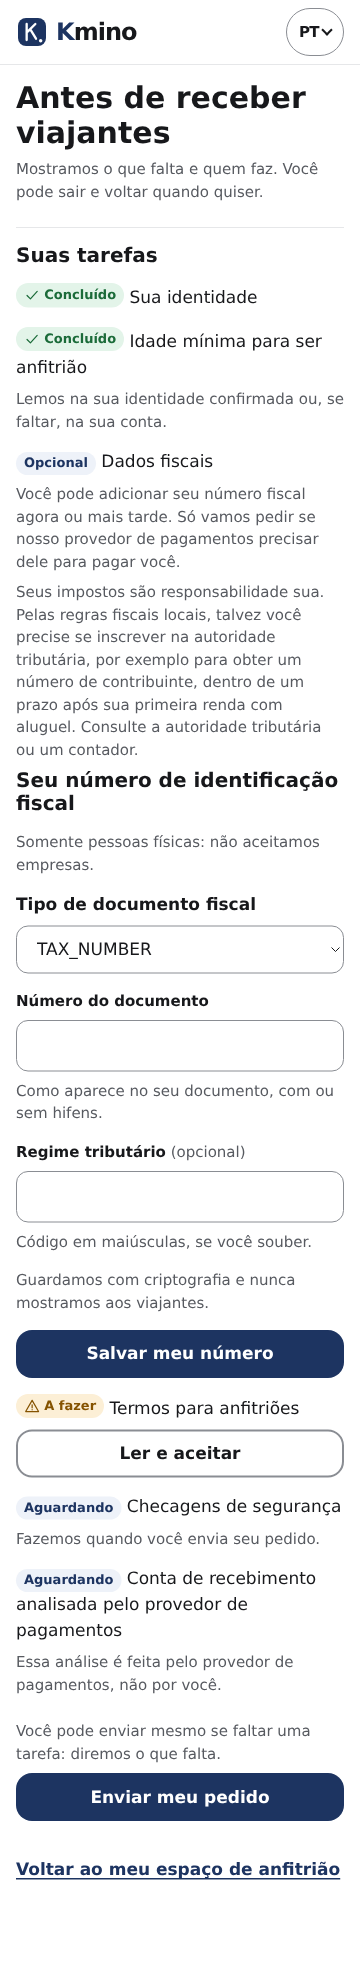 K. Kmino
PT
Antes de receber
viajantes
Mostramos o que falta e quem faz. Você
pode sair e voltar quando quiser.
Suas tarefas
Concluído Sua identidade
Concluído Idade mínima para ser
anfitrião
Lemos na sua identidade confirmada ou, se
faltar, na sua conta.
Opcional Dados fiscais
Você pode adicionar seu número fiscal
agora ou mais tarde. Só vamos pedir se
nosso provedor de pagamentos precisar
dele para pagar você.
Seus impostos são responsabilidade sua.
Pelas regras fiscais locais, talvez você
precise se inscrever na autoridade
tributária, por exemplo para obter um
número de contribuinte, dentro de um
prazo após sua primeira renda com
aluguel. Consulte a autoridade tributária
ou um contador.
Seu número de identificação
fiscal
Somente pessoas físicas: não aceitamos
empresas.
Tipo de documento fiscal
TAX_NUMBER
Número do documento
Como aparece no seu documento, com ou
sem hifens.
Regime tributário (opcional)
Código em maiúsculas, se você souber.
Guardamos com criptografia e nunca
mostramos aos viajantes.
Salvar meu número
A fazer Termos para anfitriões
Ler e aceitar
Aguardando Checagens de segurança
Fazemos quando você envia seu pedido.
Aguardando Conta de recebimento
analisada pelo provedor de
pagamentos
Essa análise é feita pelo provedor de
pagamentos, não por você.
Você pode enviar mesmo se faltar uma
tarefa: diremos o que falta.
Enviar meu pedido
Voltar ao meu espaço de anfitrião